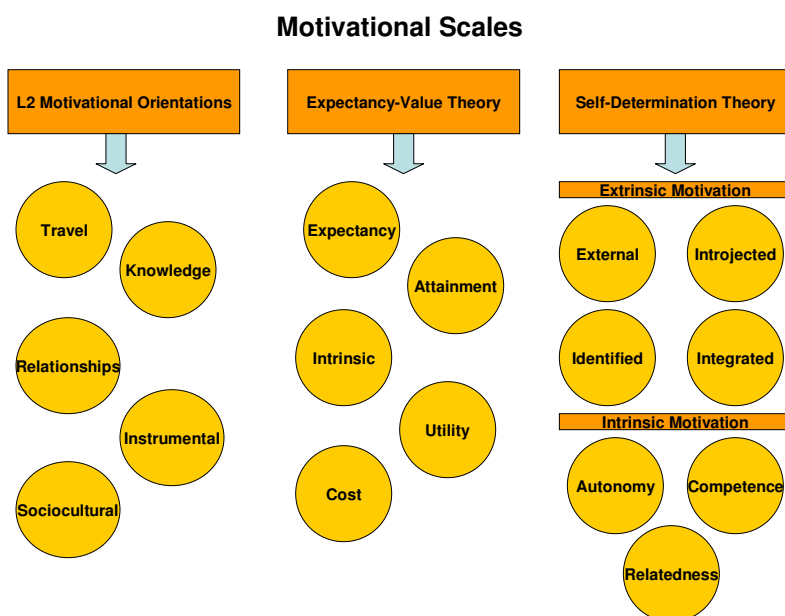 Motivational Scales
L2 Motivational Orientations
Travel
Knowledge
Relationships
Instrumental
Sociocultural
Expectancy-Value Theory
Expectancy
Attainment
Intrinsic
Utility
Cost
Self-Determination Theory
Extrinsic Motivation
External
Introjected
Identified
Integrated
Intrinsic Motivation
Autonomy
Competence
Relatedness